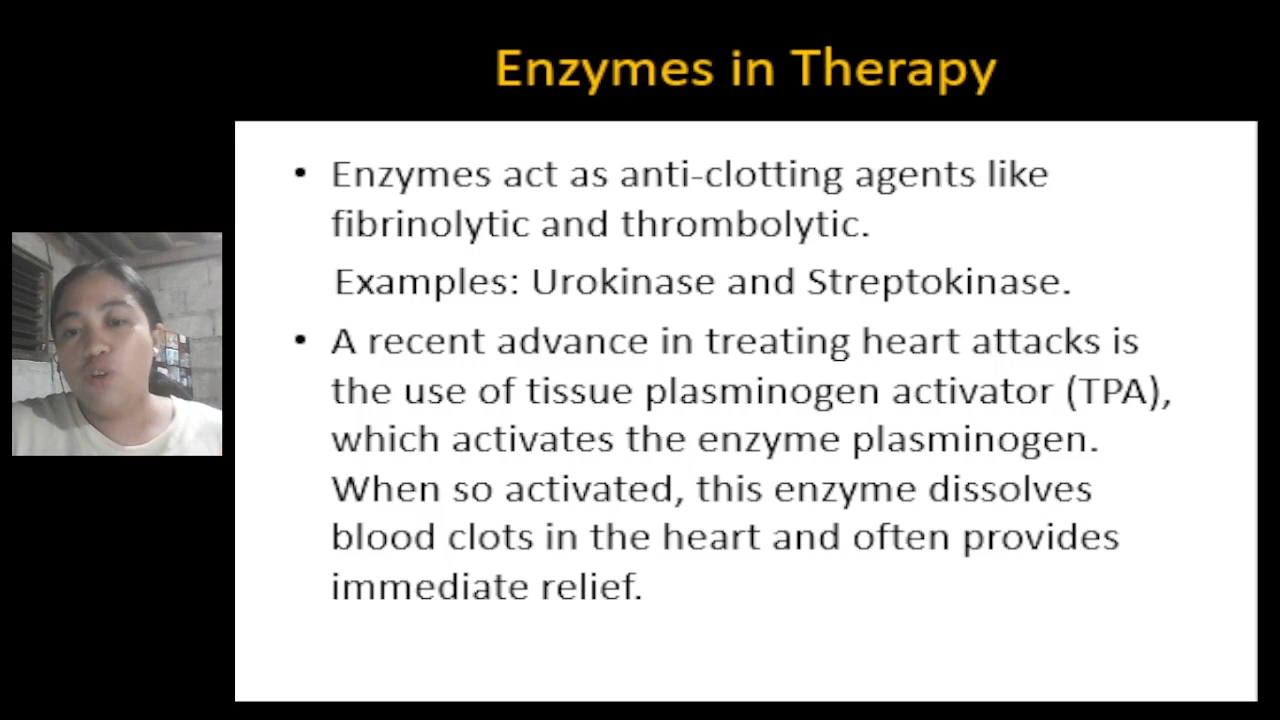 Enzymes in Therapy
• Enzymes act as anti-clotting agents like
fibrinolytic and thrombolytic.
Examples: Urokinase and Streptokinase.
• A recent advance in treating heart attacks is
the use of tissue plasminogen activator (TPA),
which activates the enzyme plasminogen.
When so activated, this enzyme dissolves
blood clots in the heart and often provides
immediate relief.